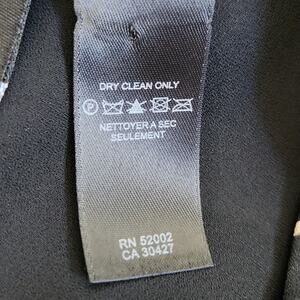 DRY CLEAN ONLY
P
NETTOYER A SEC
SEULEMENT
RN 52002
CA 30427